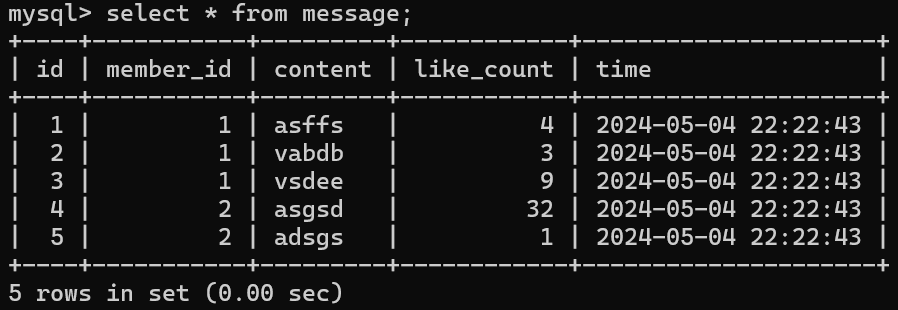 mysql> select * from message;
+----+-----------+---------+------------+---------------------+
| id | member_id | content | like_count | time                |
+----+-----------+---------+------------+---------------------+
|  1 |         1 | asffs   |          4 | 2024-05-04 22:22:43 |
|  2 |         1 | vabdb   |          3 | 2024-05-04 22:22:43 |
|  3 |         1 | vsdee   |          9 | 2024-05-04 22:22:43 |
|  4 |         2 | asgsd   |         32 | 2024-05-04 22:22:43 |
|  5 |         2 | adsgs   |          1 | 2024-05-04 22:22:43 |
+----+-----------+---------+------------+---------------------+
5 rows in set (0.00 sec)